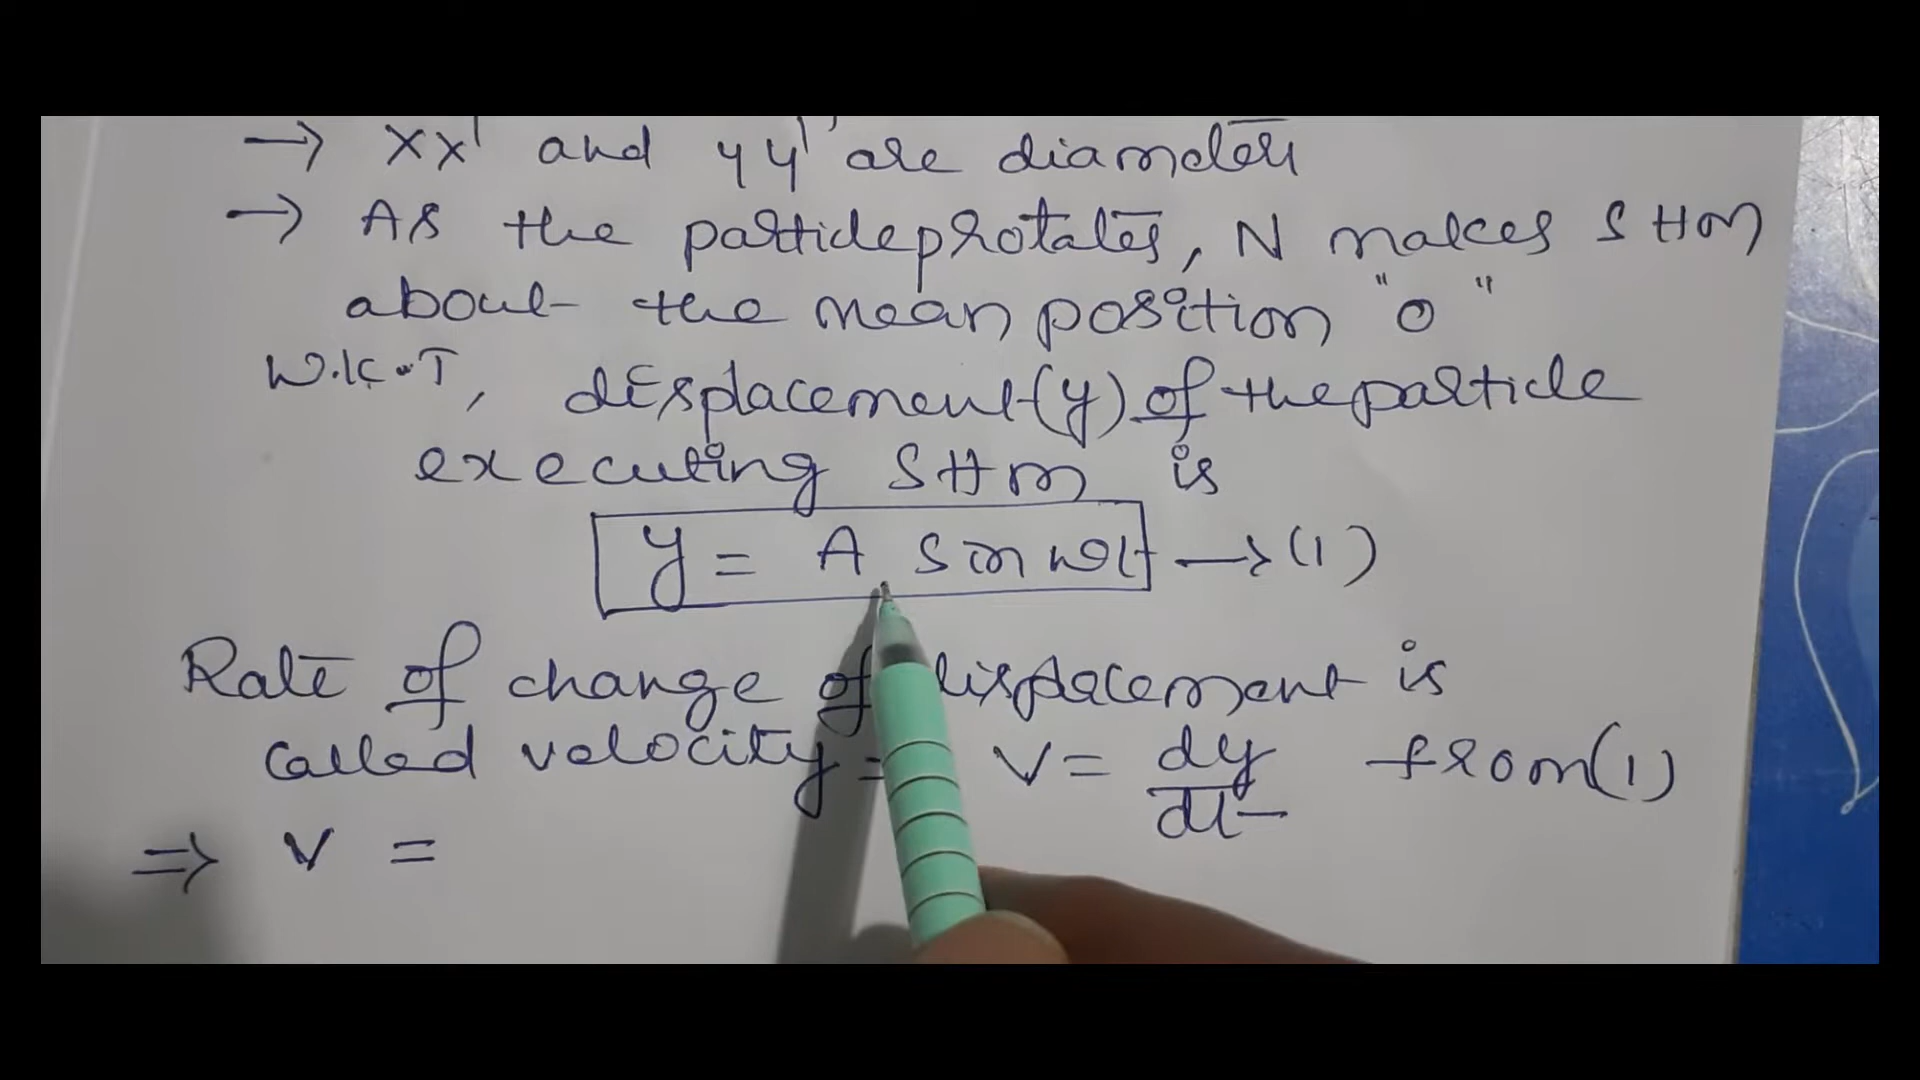 → XX' and YY' are diameters
→ As the particle p rotates, N makes SHM
about the mean position "O"
W.K.T, displacement (y) of the particle
executing SHM is
y = A sin ωt → (1)
Rate of change of displacement is
called velocity = V = dy/dt from (1)
⇒ V =